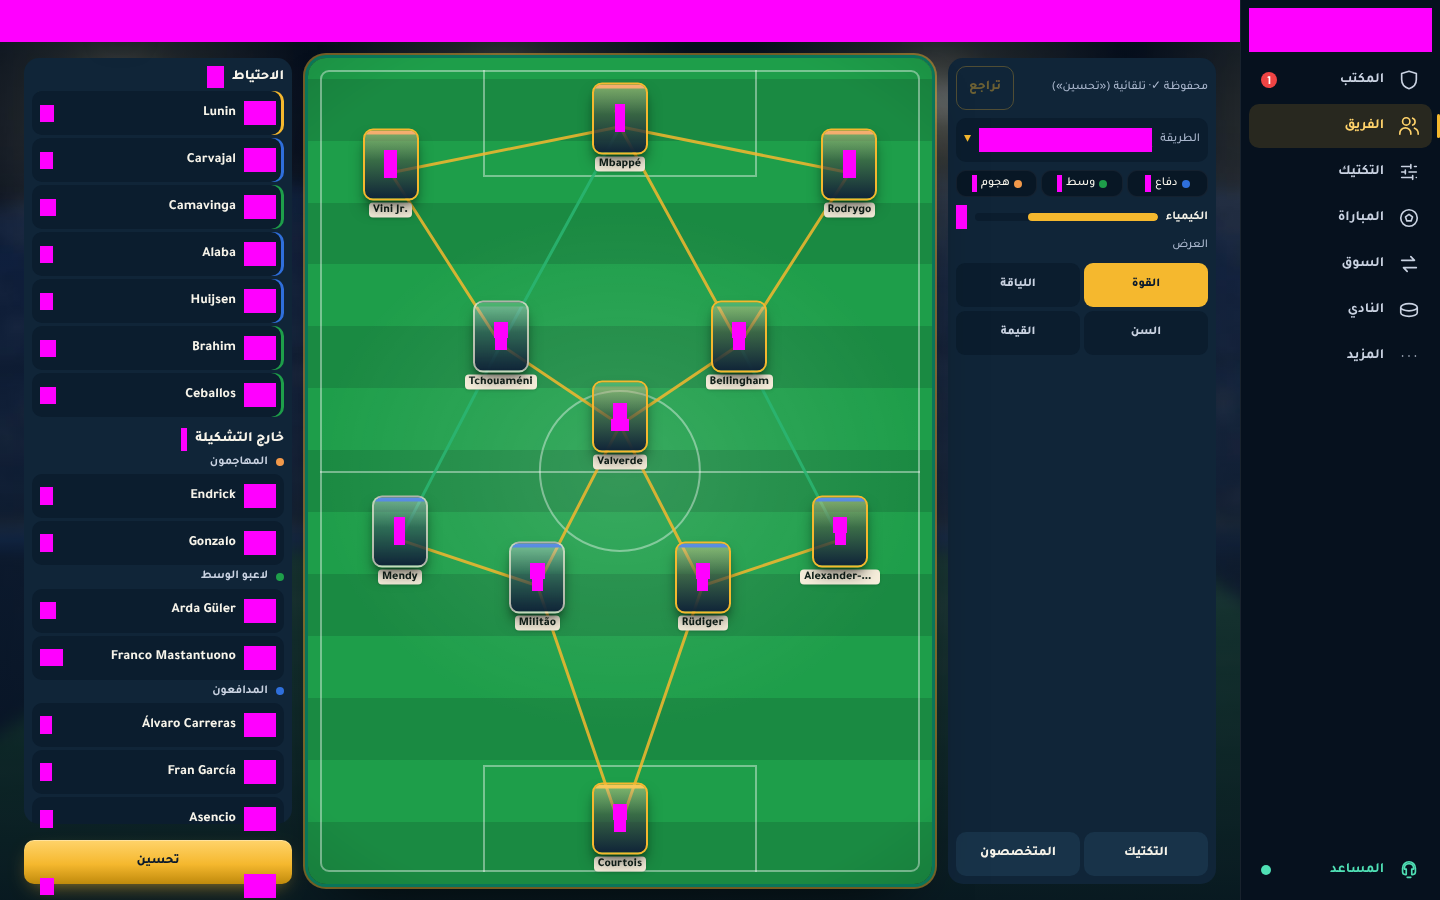 المكتب
1
الفريق
التكتيك
المباراة
السوق
النادي
المزيد
المساعد
محفوظة ✓· تلقائية («تحسين»)
تراجع
الطريقة
دفاع
وسط
هجوم
الكيمياء
العرض
القوة
اللياقة
السن
القيمة
التكتيك
المتخصصون
Mbappé
Vini Jr.
Rodrygo
Tchouaméni
Bellingham
Valverde
Mendy
Alexander-...
Militão
Rüdiger
Courtois
الاحتياط
Lunin
Carvajal
Camavinga
Alaba
Huijsen
Brahim
Ceballos
خارج التشكيلة
المهاجمون
Endrick
Gonzalo
لاعبو الوسط
Arda Güler
Franco Mastantuono
المدافعون
Álvaro Carreras
Fran García
Asencio
تحسين